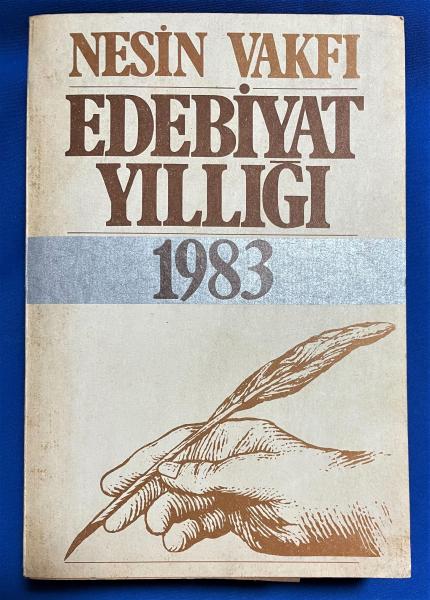 NESİN VAKFI
EDEBİYAT
YILLIĞI
1983